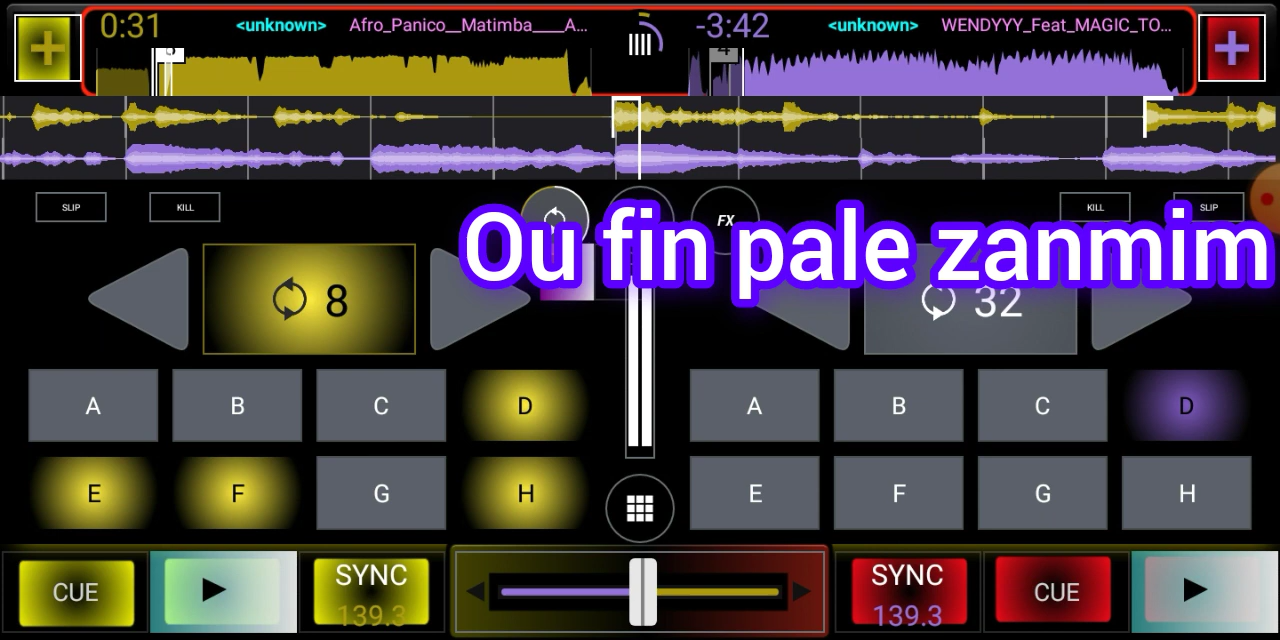 0:31 <unknown> Afro_Panico__Matimba____A... -3:42 <unknown> WENDYYY_Feat_MAGIC_TO...
SLIP KILL FX KILL SLIP
Ou fin pale zanmim
8 32
A B C D A B C D
E F G H E F G H
CUE SYNC SYNC CUE
139.3 139.3